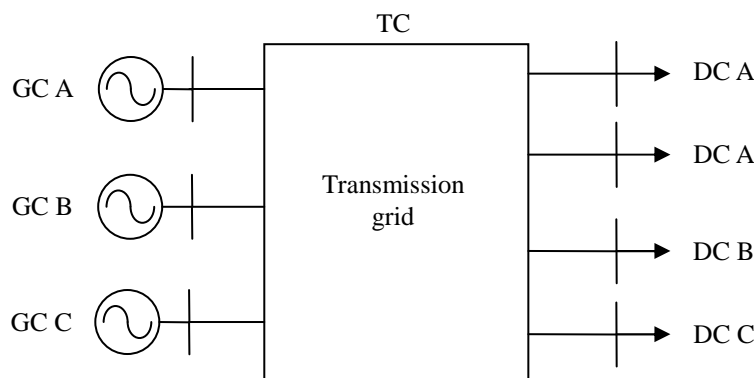 TC
GC A
GC B
GC C
Transmission
grid
DC A
DC A
DC B
DC C